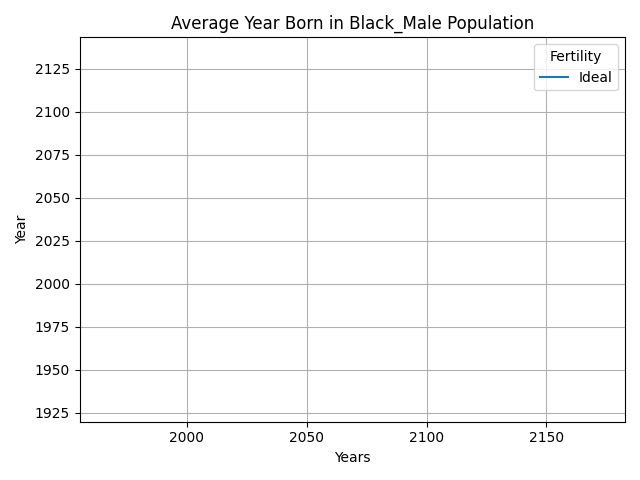 Average Year Born in Black_Male Population
Fertility
Ideal
2125
2100
2075
2050
2025
2000
1975
1950
1925
Year
2000 2050 2100 2150
Years